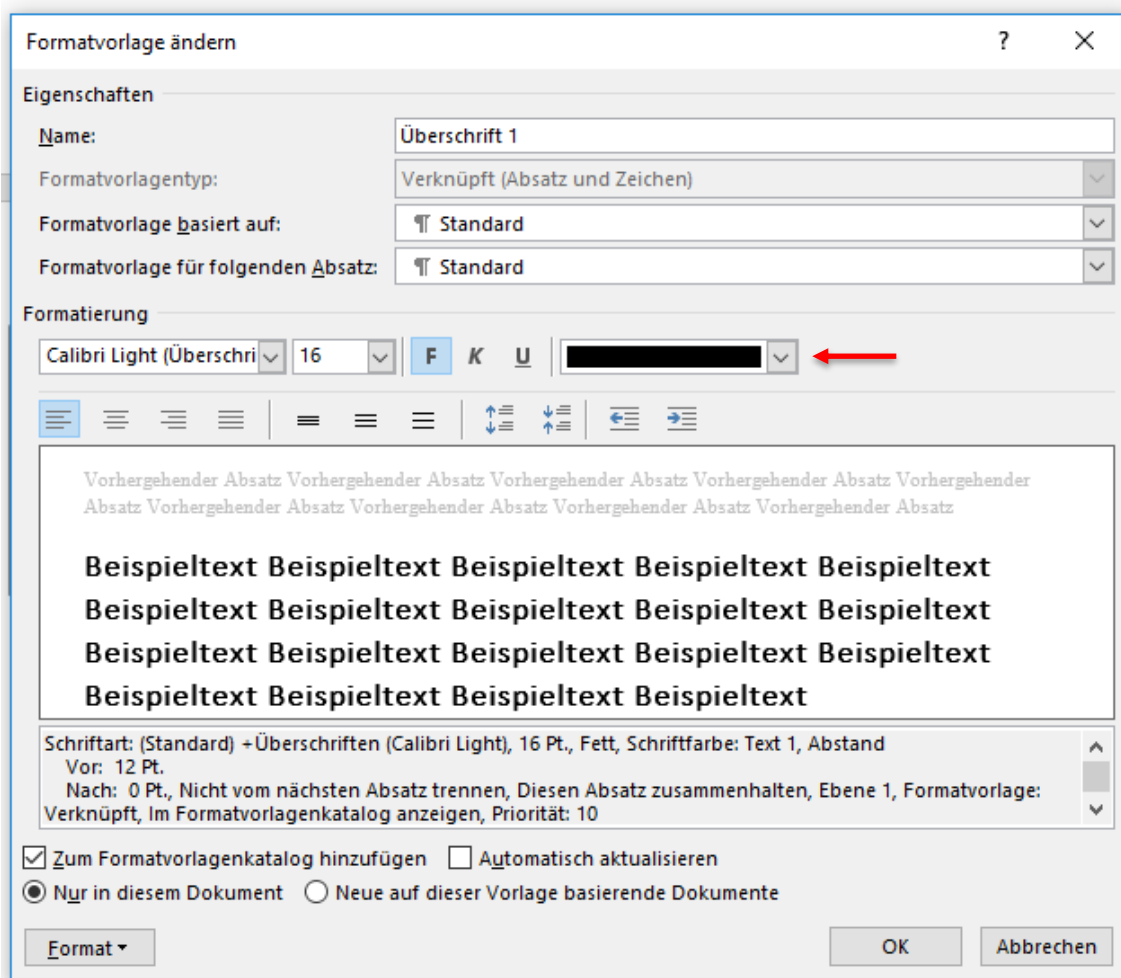 Formatvorlage ändern ?
Eigenschaften
Name: Überschrift 1
Formatvorlagentyp: Verknüpft (Absatz und Zeichen)
Formatvorlage basiert auf: ¶ Standard
Formatvorlage für folgenden Absatz: ¶ Standard
Formatierung
Calibri Light (Überschri 16 F K U
Vorhergehender Absatz Vorhergehender Absatz Vorhergehender Absatz Vorhergehender Absatz Vorhergehender
Absatz Vorhergehender Absatz Vorhergehender Absatz Vorhergehender Absatz Vorhergehender Absatz
Beispieltext Beispieltext Beispieltext Beispieltext Beispieltext
Beispieltext Beispieltext Beispieltext Beispieltext Beispieltext
Beispieltext Beispieltext Beispieltext Beispieltext Beispieltext
Beispieltext Beispieltext Beispieltext Beispieltext
Schriftart: (Standard) +Überschriften (Calibri Light), 16 Pt., Fett, Schriftfarbe: Text 1, Abstand
Vor: 12 Pt.
Nach: 0 Pt., Nicht vom nächsten Absatz trennen, Diesen Absatz zusammenhalten, Ebene 1, Formatvorlage:
Verknüpft, Im Formatvorlagenkatalog anzeigen, Priorität: 10
Zum Formatvorlagenkatalog hinzufügen Automatisch aktualisieren
Nur in diesem Dokument Neue auf dieser Vorlage basierende Dokumente
Format OK Abbrechen